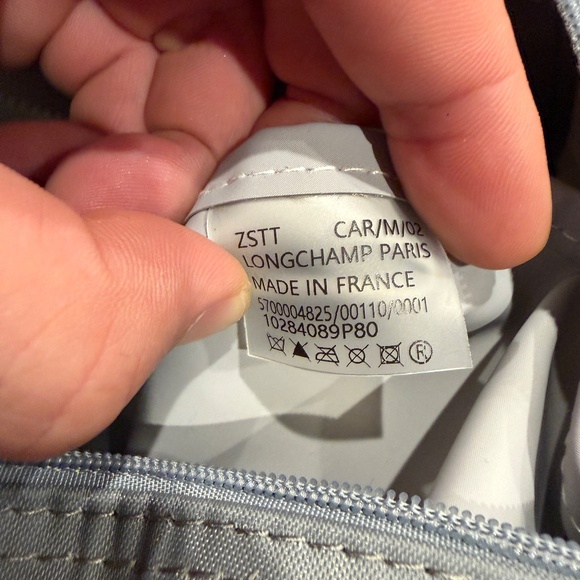 ZSTT CAR/M/02
LONGCHAMP PARIS
MADE IN FRANCE
5700004825/00110/0001
10284089P80
R